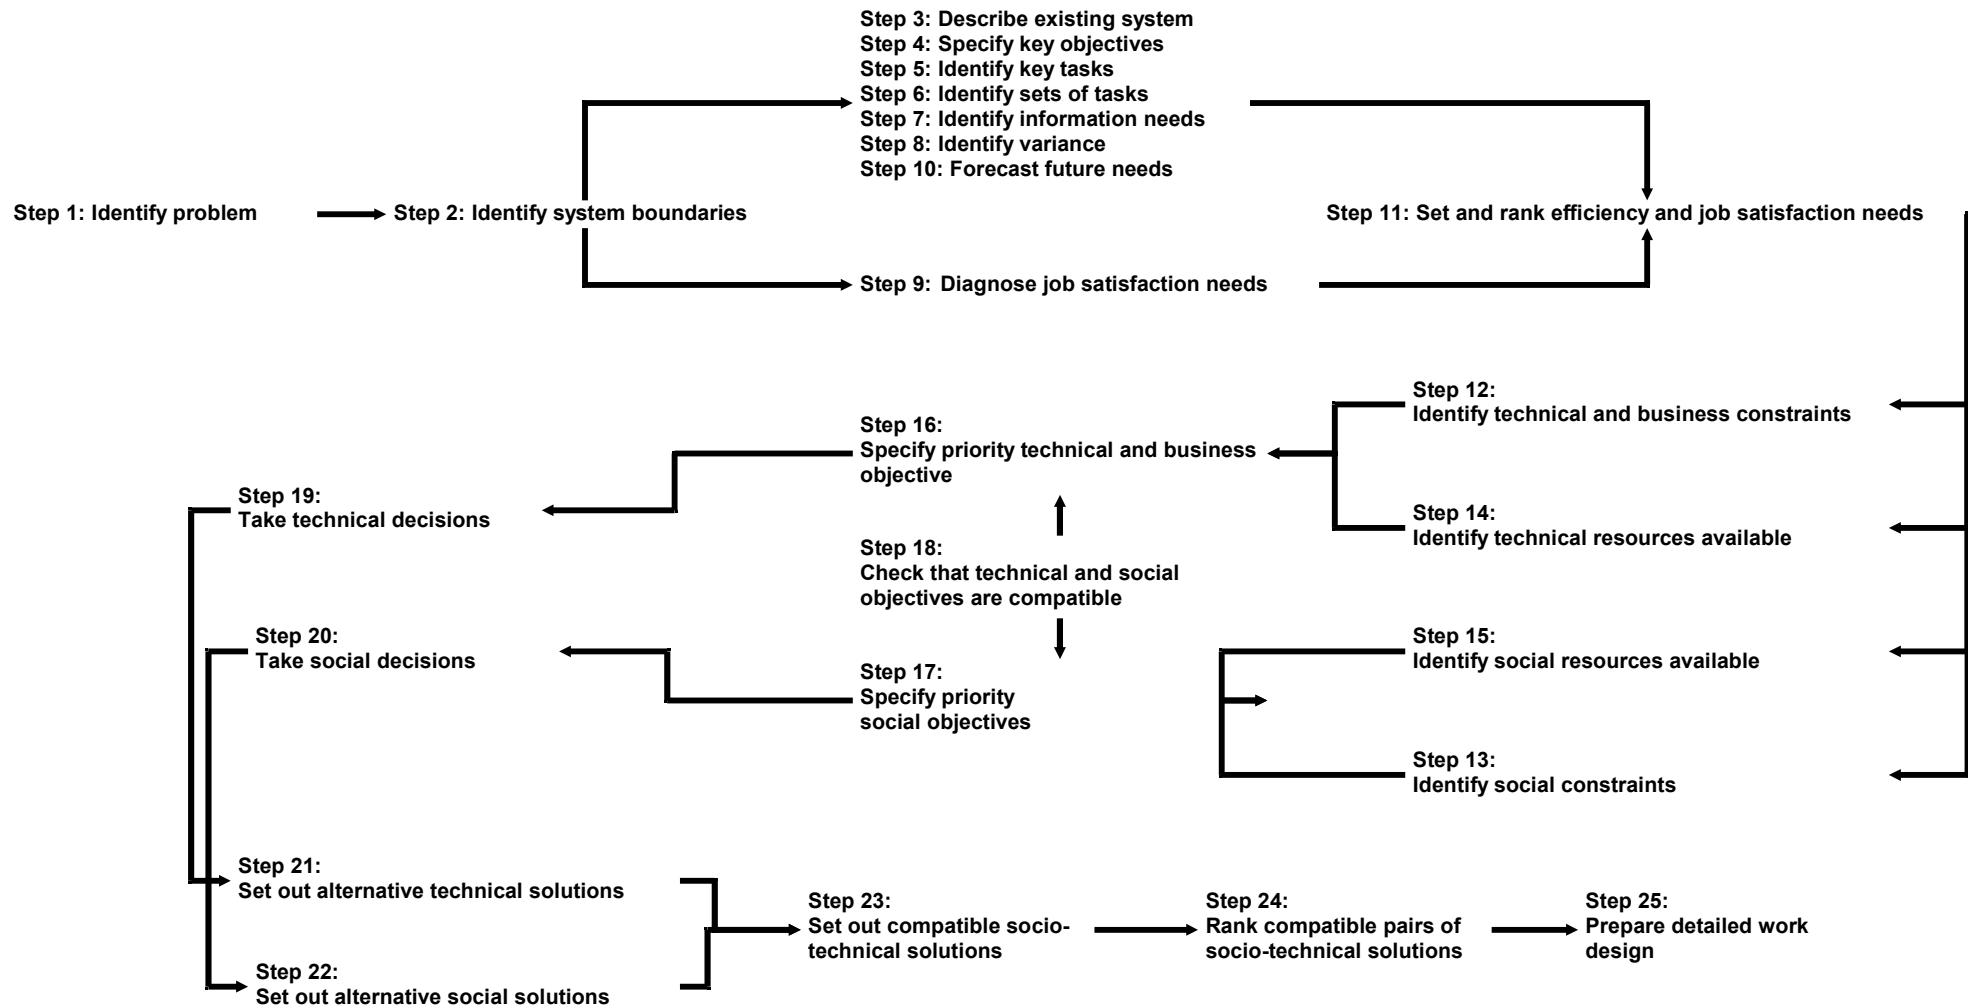 Step 3: Describe existing system
Step 4: Specify key objectives
Step 5: Identify key tasks
Step 6: Identify sets of tasks
Step 7: Identify information needs
Step 8: Identify variance
Step 10: Forecast future needs
Step 1: Identify problem
Step 2: Identify system boundaries
Step 11: Set and rank efficiency and job satisfaction needs
Step 9: Diagnose job satisfaction needs
Step 12:
Identify technical and business constraints
Step 16:
Specify priority technical and business
objective
Step 19:
Take technical decisions
Step 14:
Identify technical resources available
Step 18:
Check that technical and social
objectives are compatible
Step 20:
Take social decisions
Step 15:
Identify social resources available
Step 17:
Specify priority
social objectives
Step 13:
Identify social constraints
Step 21:
Set out alternative technical solutions
Step 22:
Set out alternative social solutions
Step 23:
Set out compatible socio-
technical solutions
Step 24:
Rank compatible pairs of
socio-technical solutions
Step 25:
Prepare detailed work
design